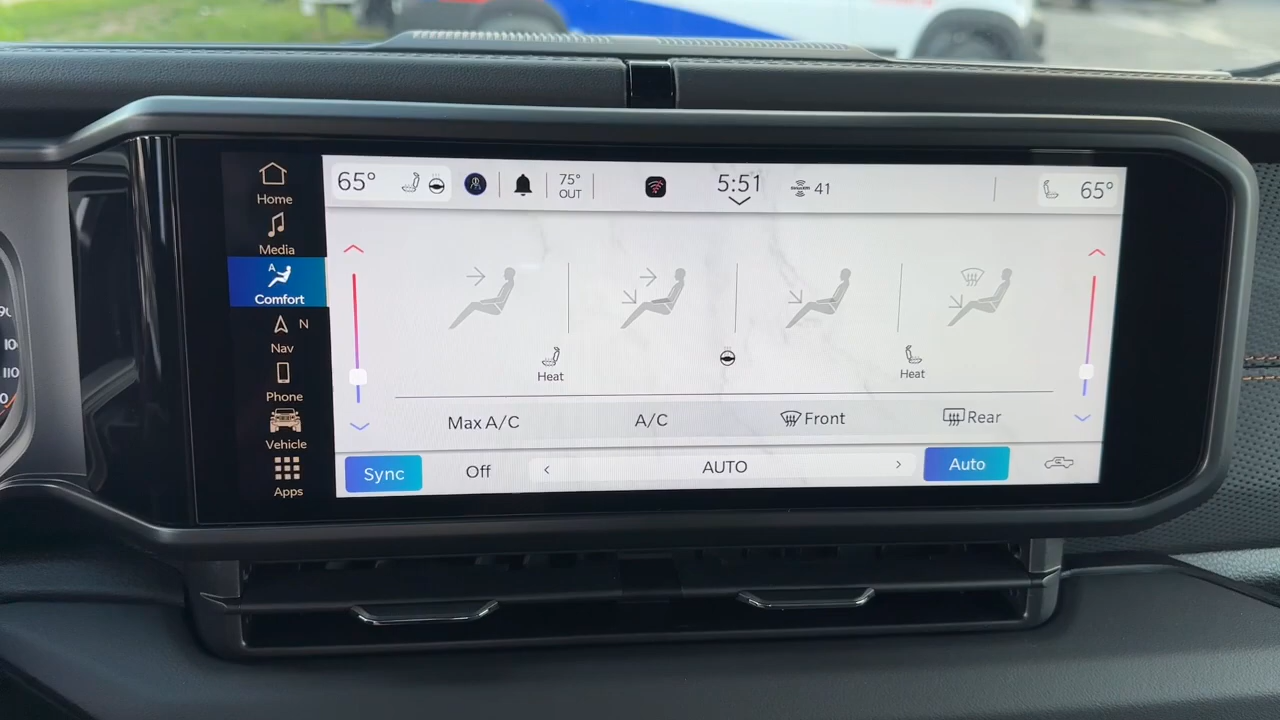 65°
75°
OUT
5:51
41
65°
Home
Media
A
Comfort
N
Nav
Phone
Vehicle
Apps
Heat
Heat
Max A/C
A/C
Front
Rear
Sync
Off
< AUTO >
Auto
110